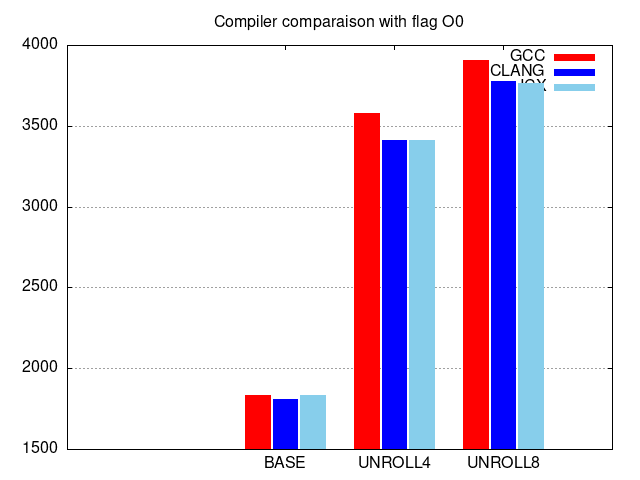 Compiler comparaison with flag O0
4000
3500
3000
2500
2000
1500
GCC
CLANG
BASE
UNROLL4
UNROLL8